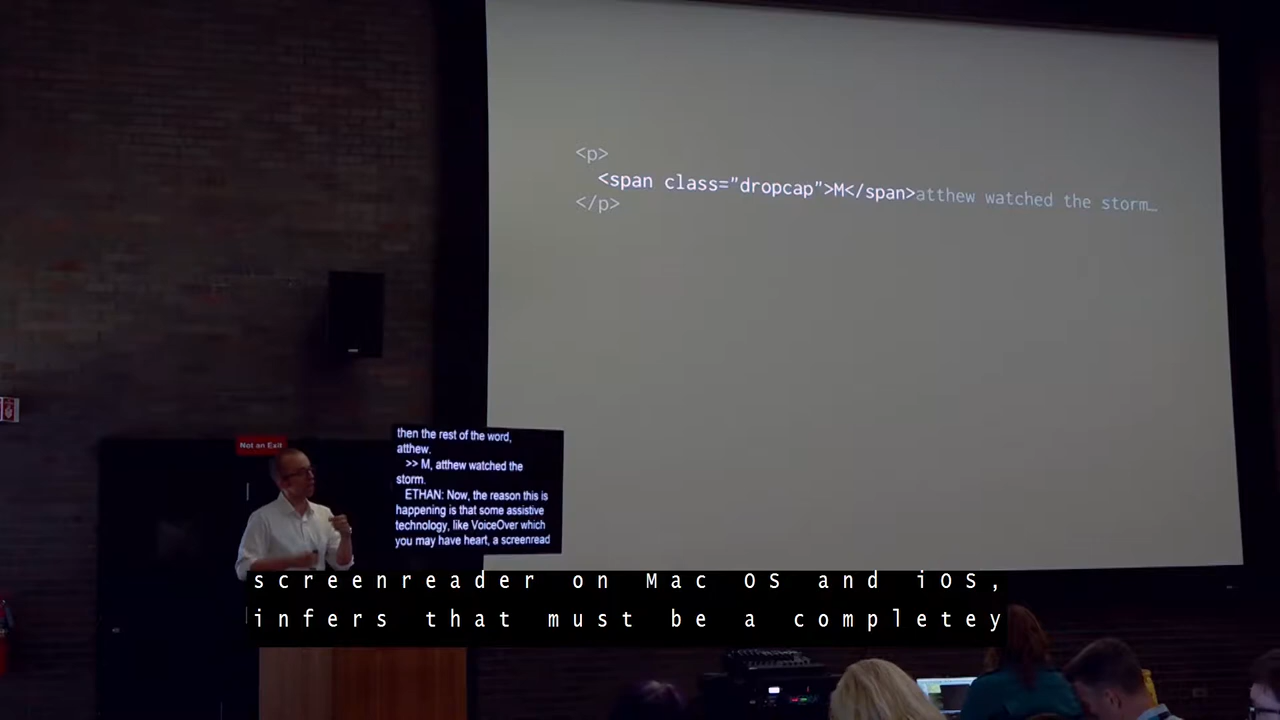 <p>
<span class="dropcap">M</span>atthew watched the storm…
</p>
Not an Exit
then the rest of the word,
atthew.
>> M, atthew watched the
storm.
ETHAN: Now, the reason this is
happening is that some assistive
technology, like VoiceOver which
you may have heart, a screenread
screenreader on Mac OS and iOS,
infers that must be a completey